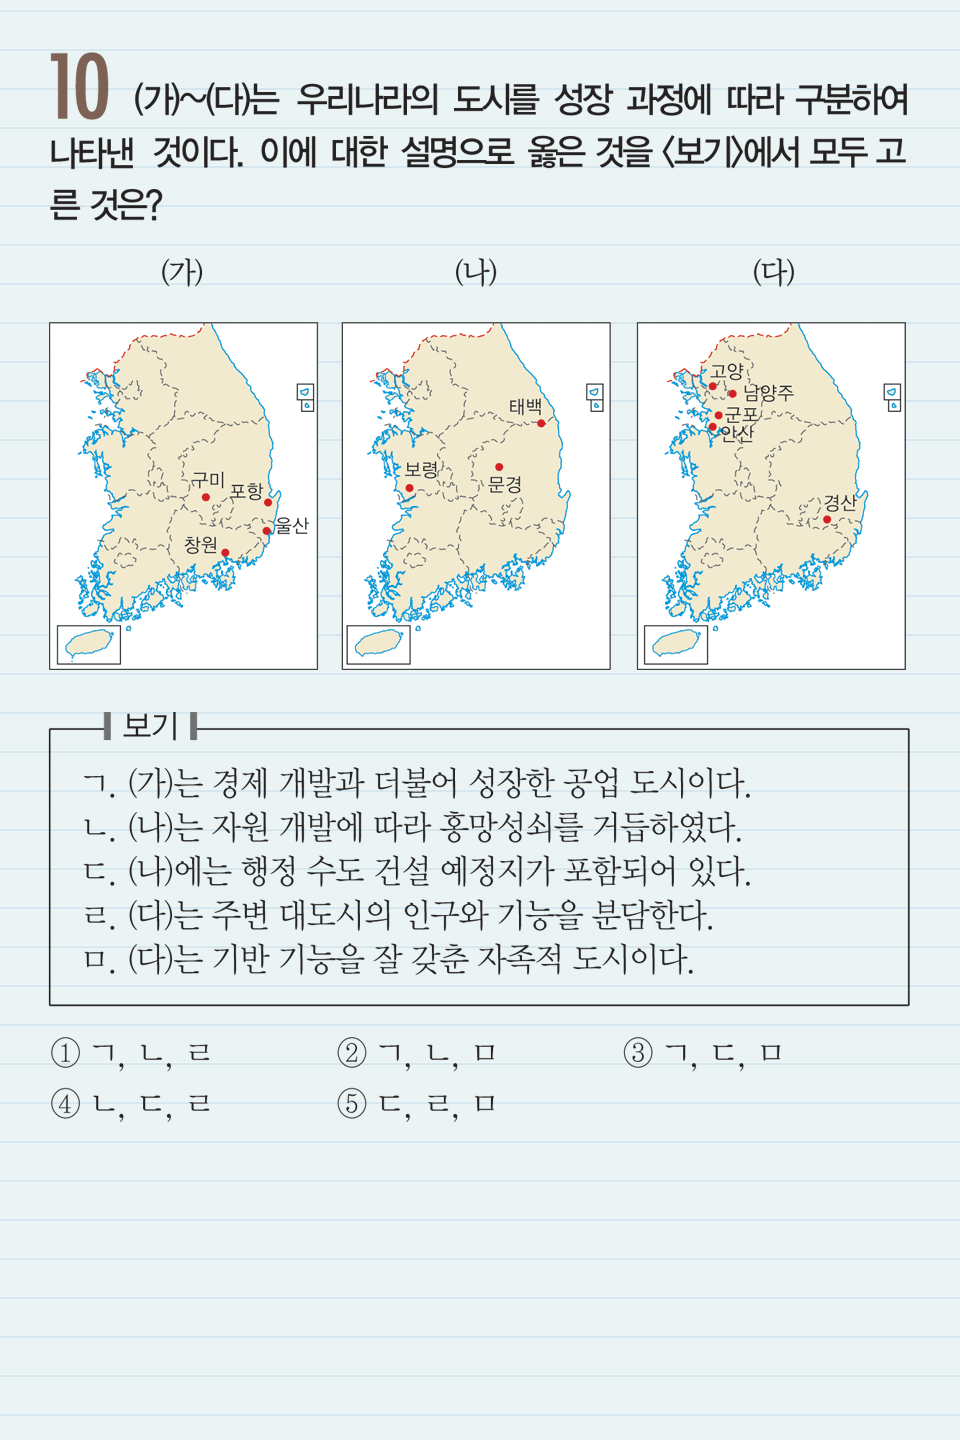 10 (가)~(다)는 우리나라의 도시를 성장 과정에 따라 구분하여
나타낸 것이다. 이에 대한 설명으로 옳은 것을 〈보기〉에서 모두 고
른 것은?
(가) (나) (다)
고양
남양주
군포
안산
태백
보령
문경
구미
포항
울산
창원
경산
보기
ㄱ. (가)는 경제 개발과 더불어 성장한 공업 도시이다.
ㄴ. (나)는 자원 개발에 따라 흥망성쇠를 거듭하였다.
ㄷ. (나)에는 행정 수도 건설 예정지가 포함되어 있다.
ㄹ. (다)는 주변 대도시의 인구와 기능을 분담한다.
ㅁ. (다)는 기반 기능을 잘 갖춘 자족적 도시이다.
① ㄱ, ㄴ, ㄹ ② ㄱ, ㄴ, ㅁ ③ ㄱ, ㄷ, ㅁ
④ ㄴ, ㄷ, ㄹ ⑤ ㄷ, ㄹ, ㅁ